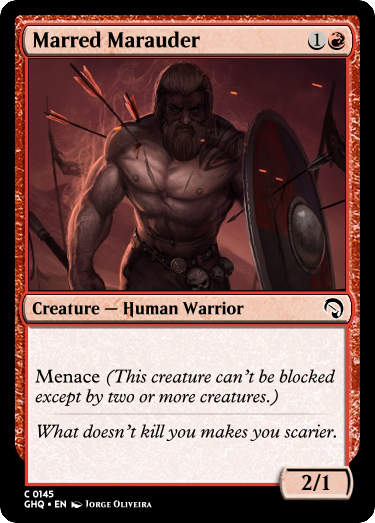 Marred Marauder 1
Creature — Human Warrior
Menace (This creature can't be blocked
except by two or more creatures.)
What doesn't kill you makes you scarier.
2/1
C 0145
GHQ • EN Jorge Oliveira